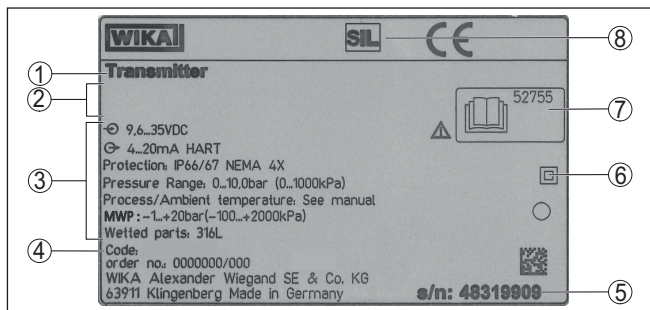 WIKAI
SIL
CE
8
1
Transmitter
2
52755
7
9,6...35VDC
4...20mA HART
Protection: IP66/67 NEMA 4X
3
Pressure Range: 0...10,0bar (0...1000kPa)
6
Process/Ambient temperature: See manual
MWP:-1...+20bar(-100...+2000kPa)
Wetted parts: 316L
4
Code:
order no.: 0000000/000
WIKA Alexander Wiegand SE & Co. KG
63911 Klingenberg Made in Germany
s/n: 48319909
5